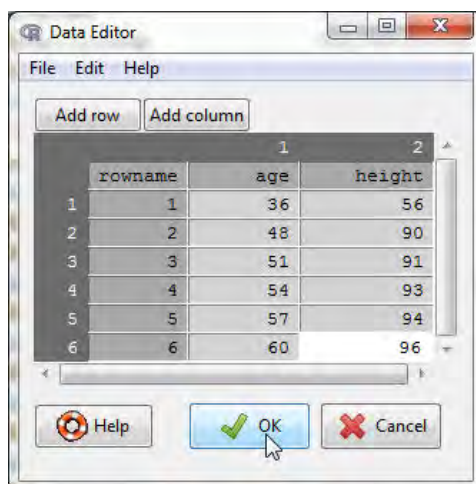 Data Editor
File Edit Help
Add row Add column
1 2
rowname age height
1 1 36 56
2 2 48 90
3 3 51 91
4 4 54 93
5 5 57 94
6 6 60 96
Help OK Cancel